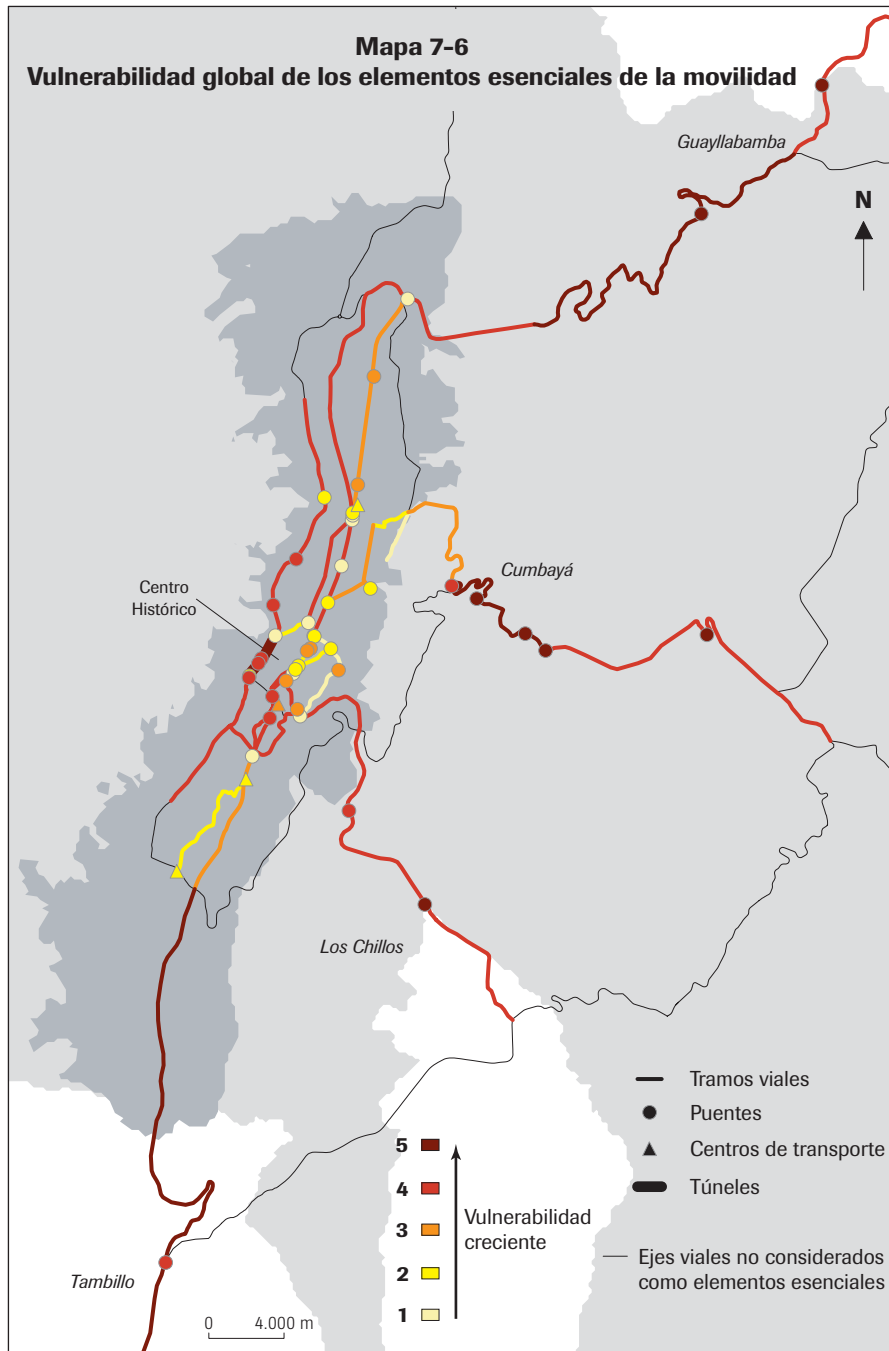 Mapa 7-6
Vulnerabilidad global de los elementos esenciales de la movilidad
Guayllabamba
N
Cumbayá
Centro
Histórico
Los Chillos
Tramos viales
Puentes
Centros de transporte
Túneles
Ejes viales no considerados
como elementos esenciales
5
4
3
2
1
Vulnerabilidad
creciente
Tambillo
0 4.000 m